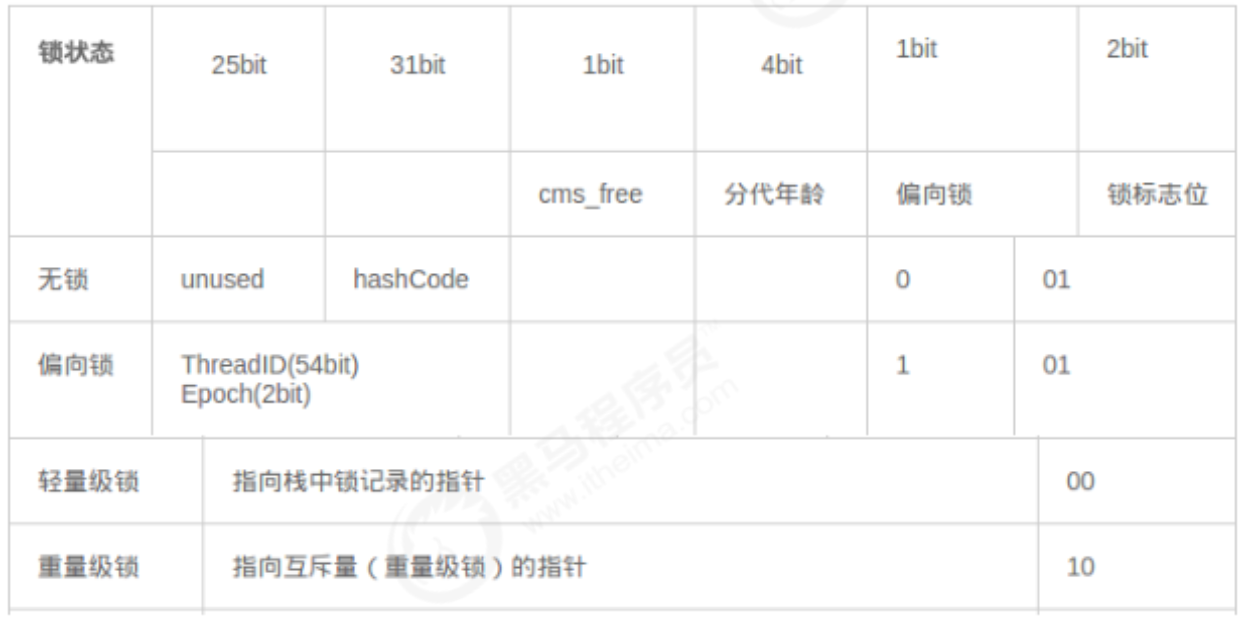 锁状态 25bit 31bit 1bit 4bit 1bit 2bit
cms_free 分代年龄 偏向锁 锁标志位
无锁 unused hashCode 0 01
偏向锁 ThreadID(54bit) 1 01
Epoch(2bit)
轻量级锁 指向栈中锁记录的指针 00
重量级锁 指向互斥量（重量级锁）的指针 10
黑马程序员
www.itheima.com